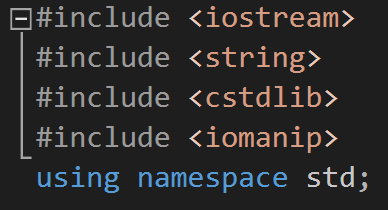 #include <iostream>
#include <string>
#include <cstdlib>
#include <iomanip>
using namespace std;